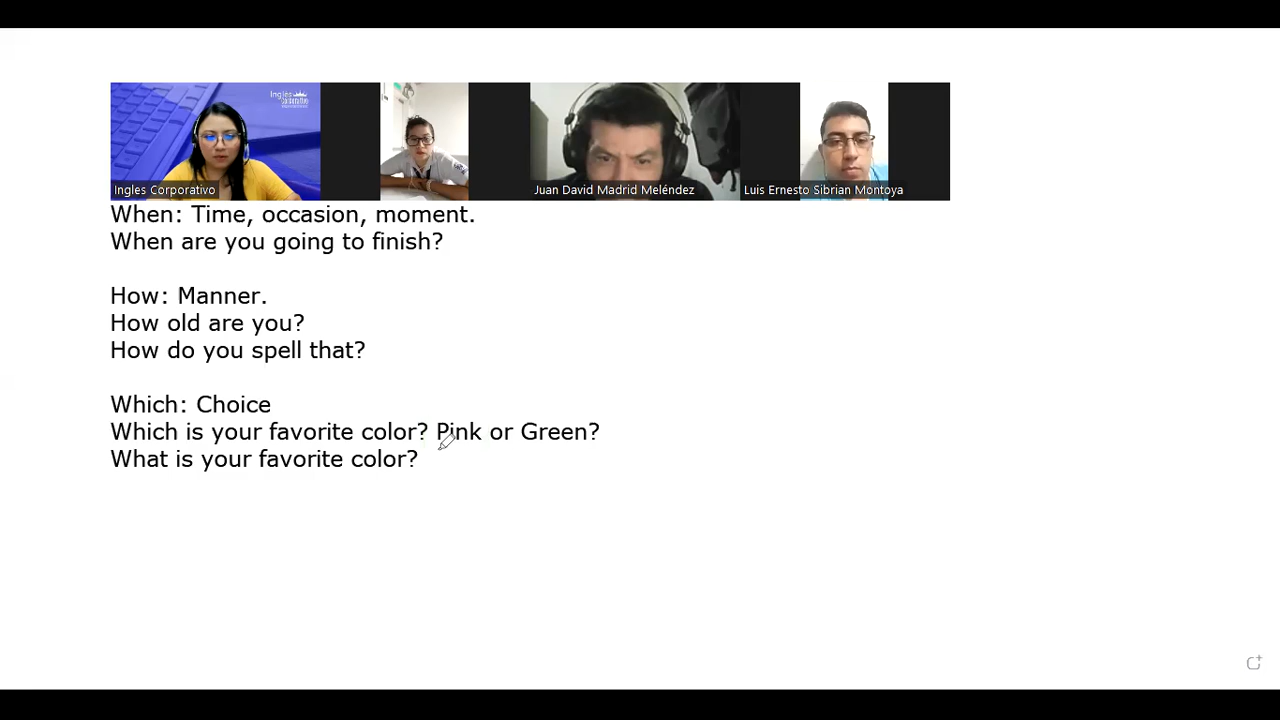 Inglés
corporativo
Ingles Corporativo
Juan David Madrid Meléndez
Luis Ernesto Sibrian Montoya
When: Time, occasion, moment.
When are you going to finish?
How: Manner.
How old are you?
How do you spell that?
Which: Choice
Which is your favorite color? Pink or Green?
What is your favorite color?